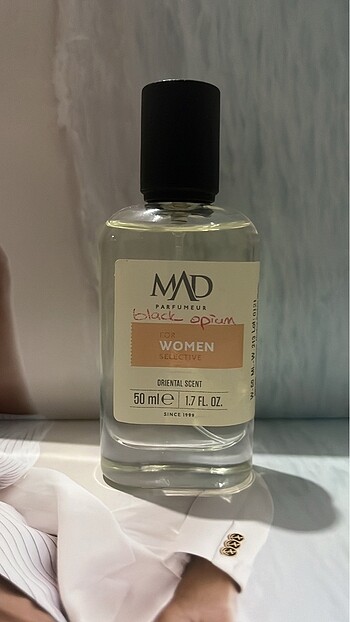 MAD
PARFUMEUR
black opium
FOR
WOMEN
SELECTIVE
ORIENTAL SCENT
50 ml ℮ 1.7 FL. OZ.
SINCE 1998